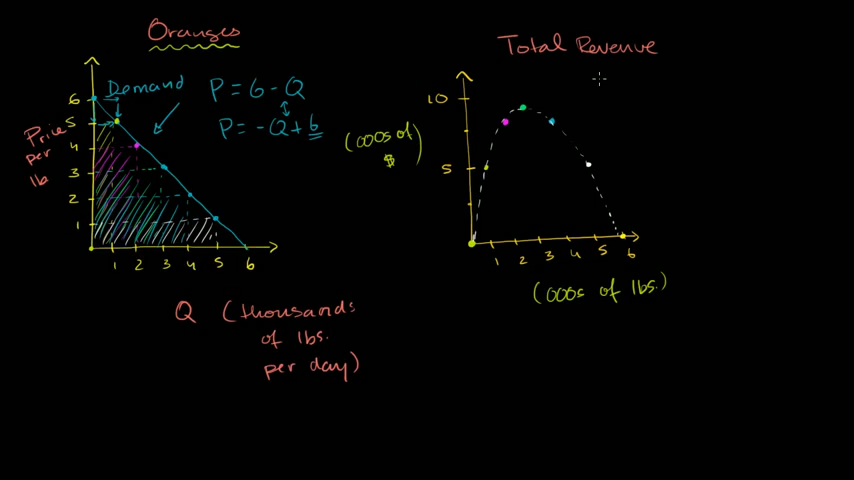 Oranges
Demand
P = 6 - Q
P = -Q + 6
Price
per
lb
6
5
4
3
2
1
1 2 3 4 5 6
Q (thousands
of lbs.
per day)
Total Revenue
(000s of
$)
10
5
1 2 3 4 5 6
(000s of lbs.)